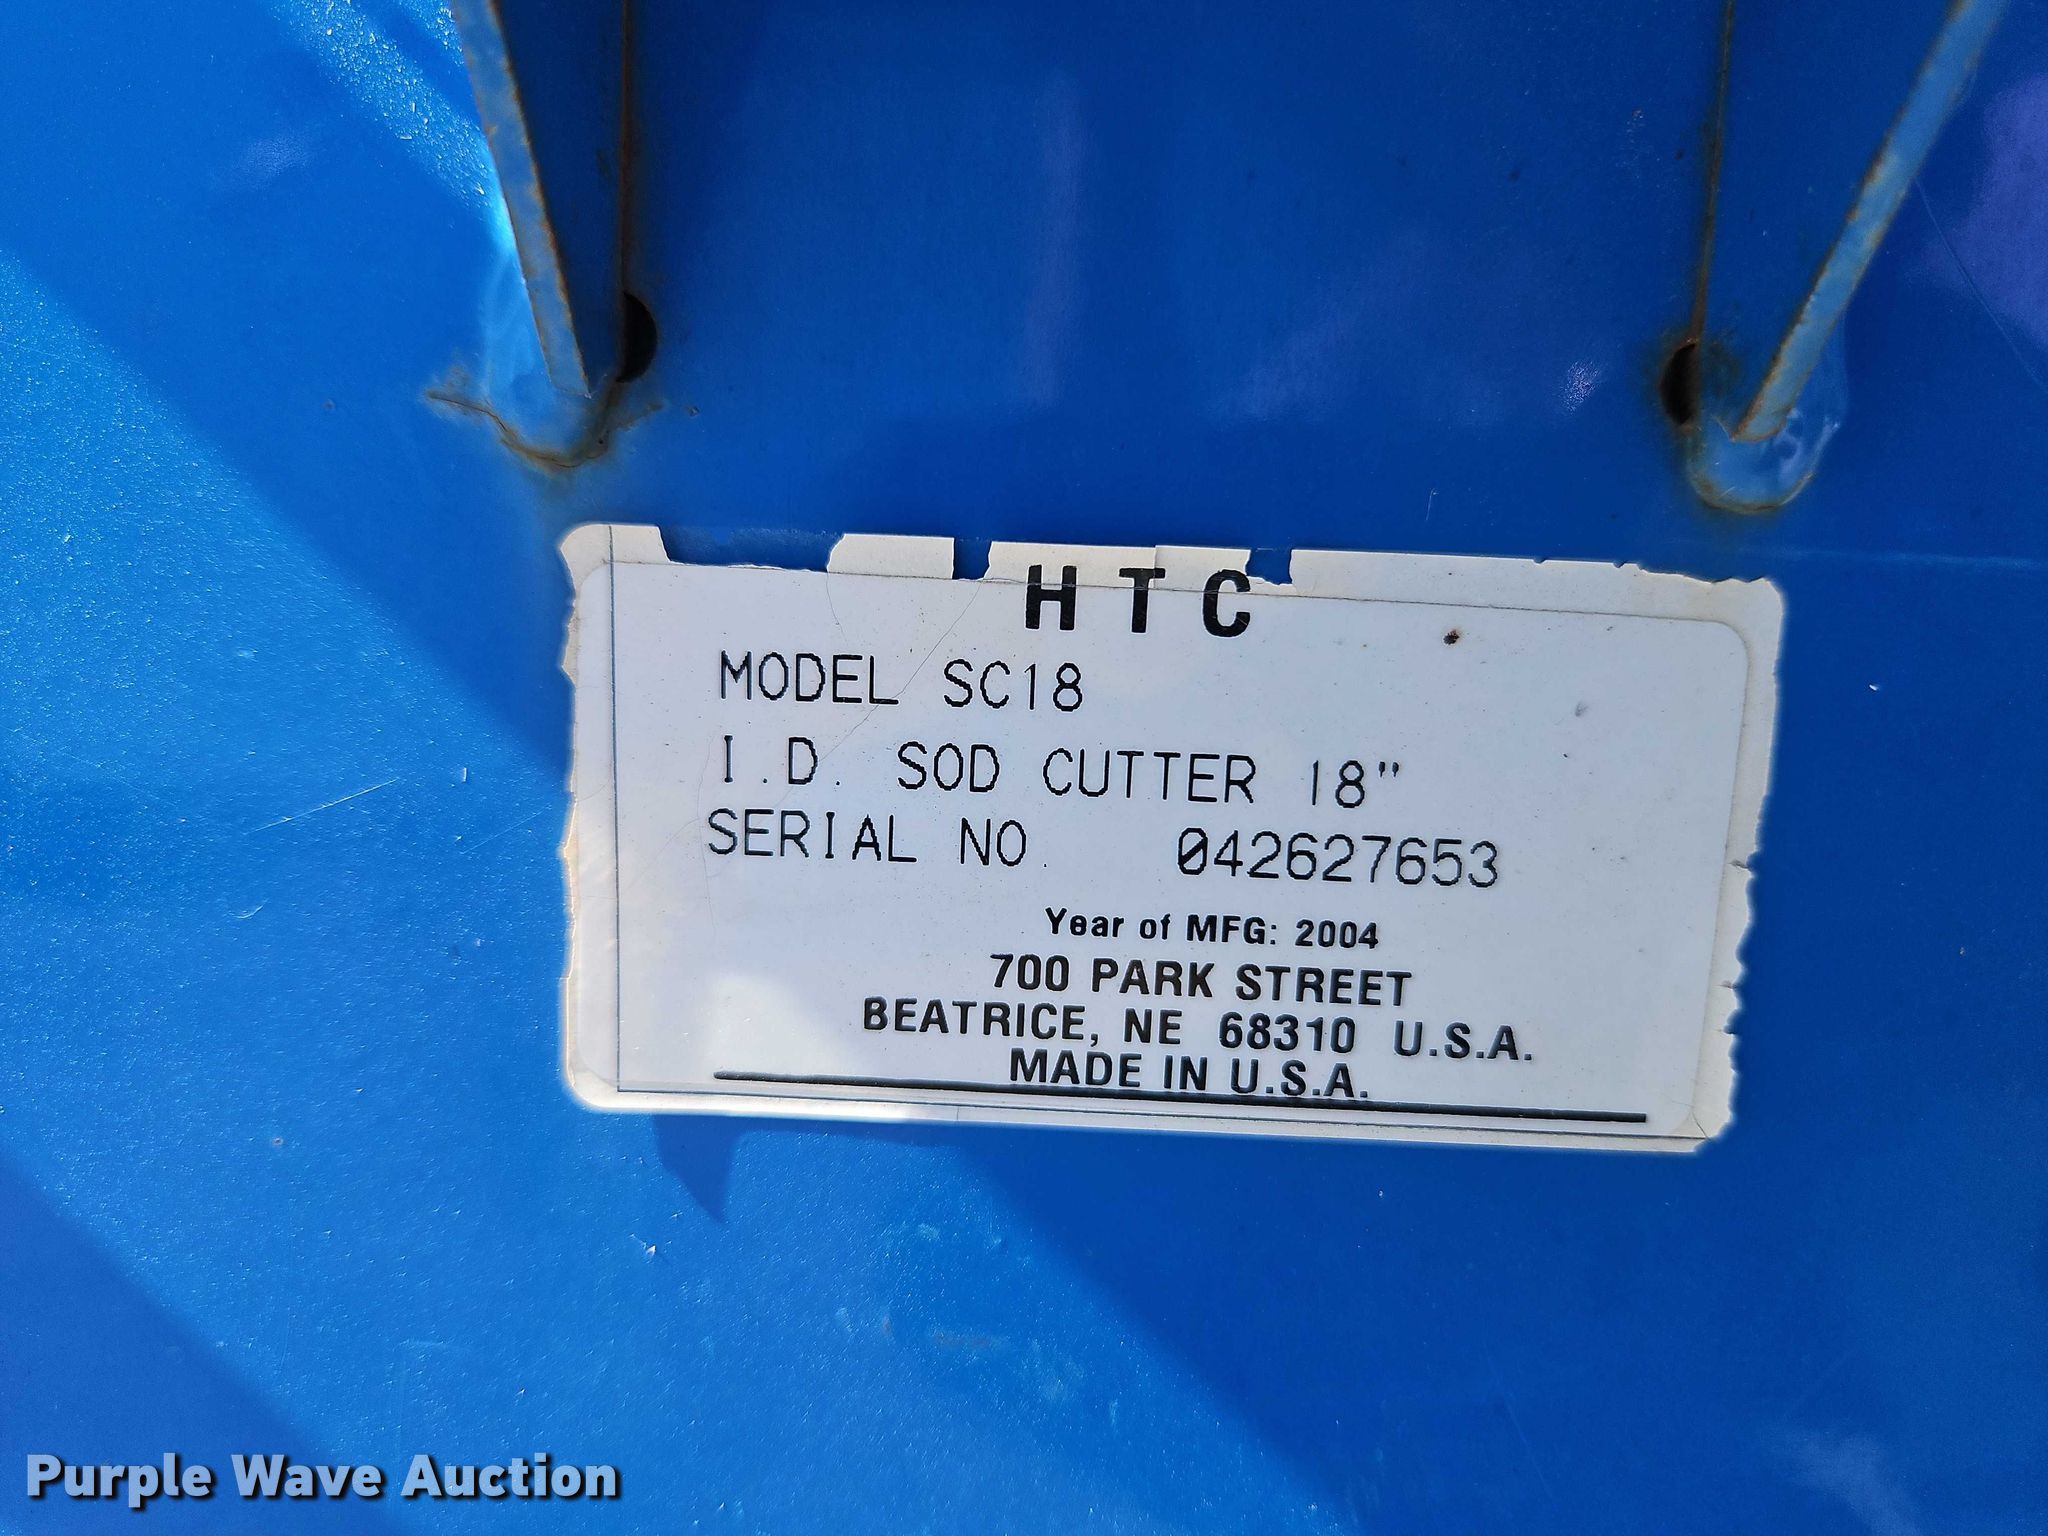 HTC
MODEL SC18
I.D. SOD CUTTER 18"
SERIAL NO. 042627653
Year of MFG: 2004
700 PARK STREET
BEATRICE, NE 68310 U.S.A.
MADE IN U.S.A.
Purple Wave Auction